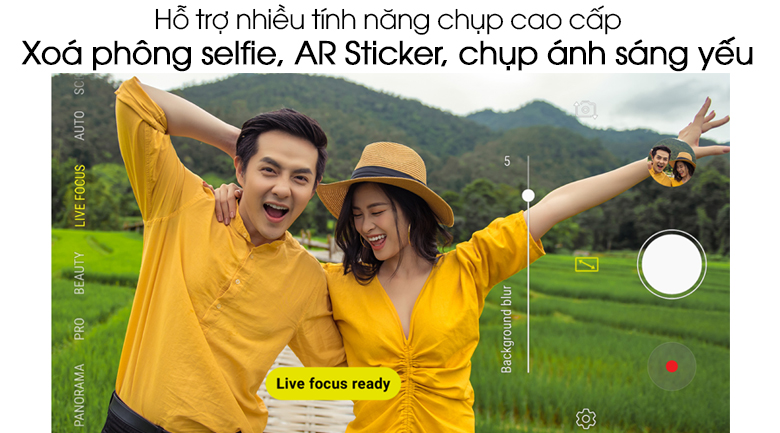 Hỗ trợ nhiều tính năng chụp cao cấp
Xoá phông selfie, AR Sticker, chụp ánh sáng yếu
SC
AUTO
LIVE FOCUS
BEAUTY
PRO
PANORAMA
5
Background blur
Live focus ready